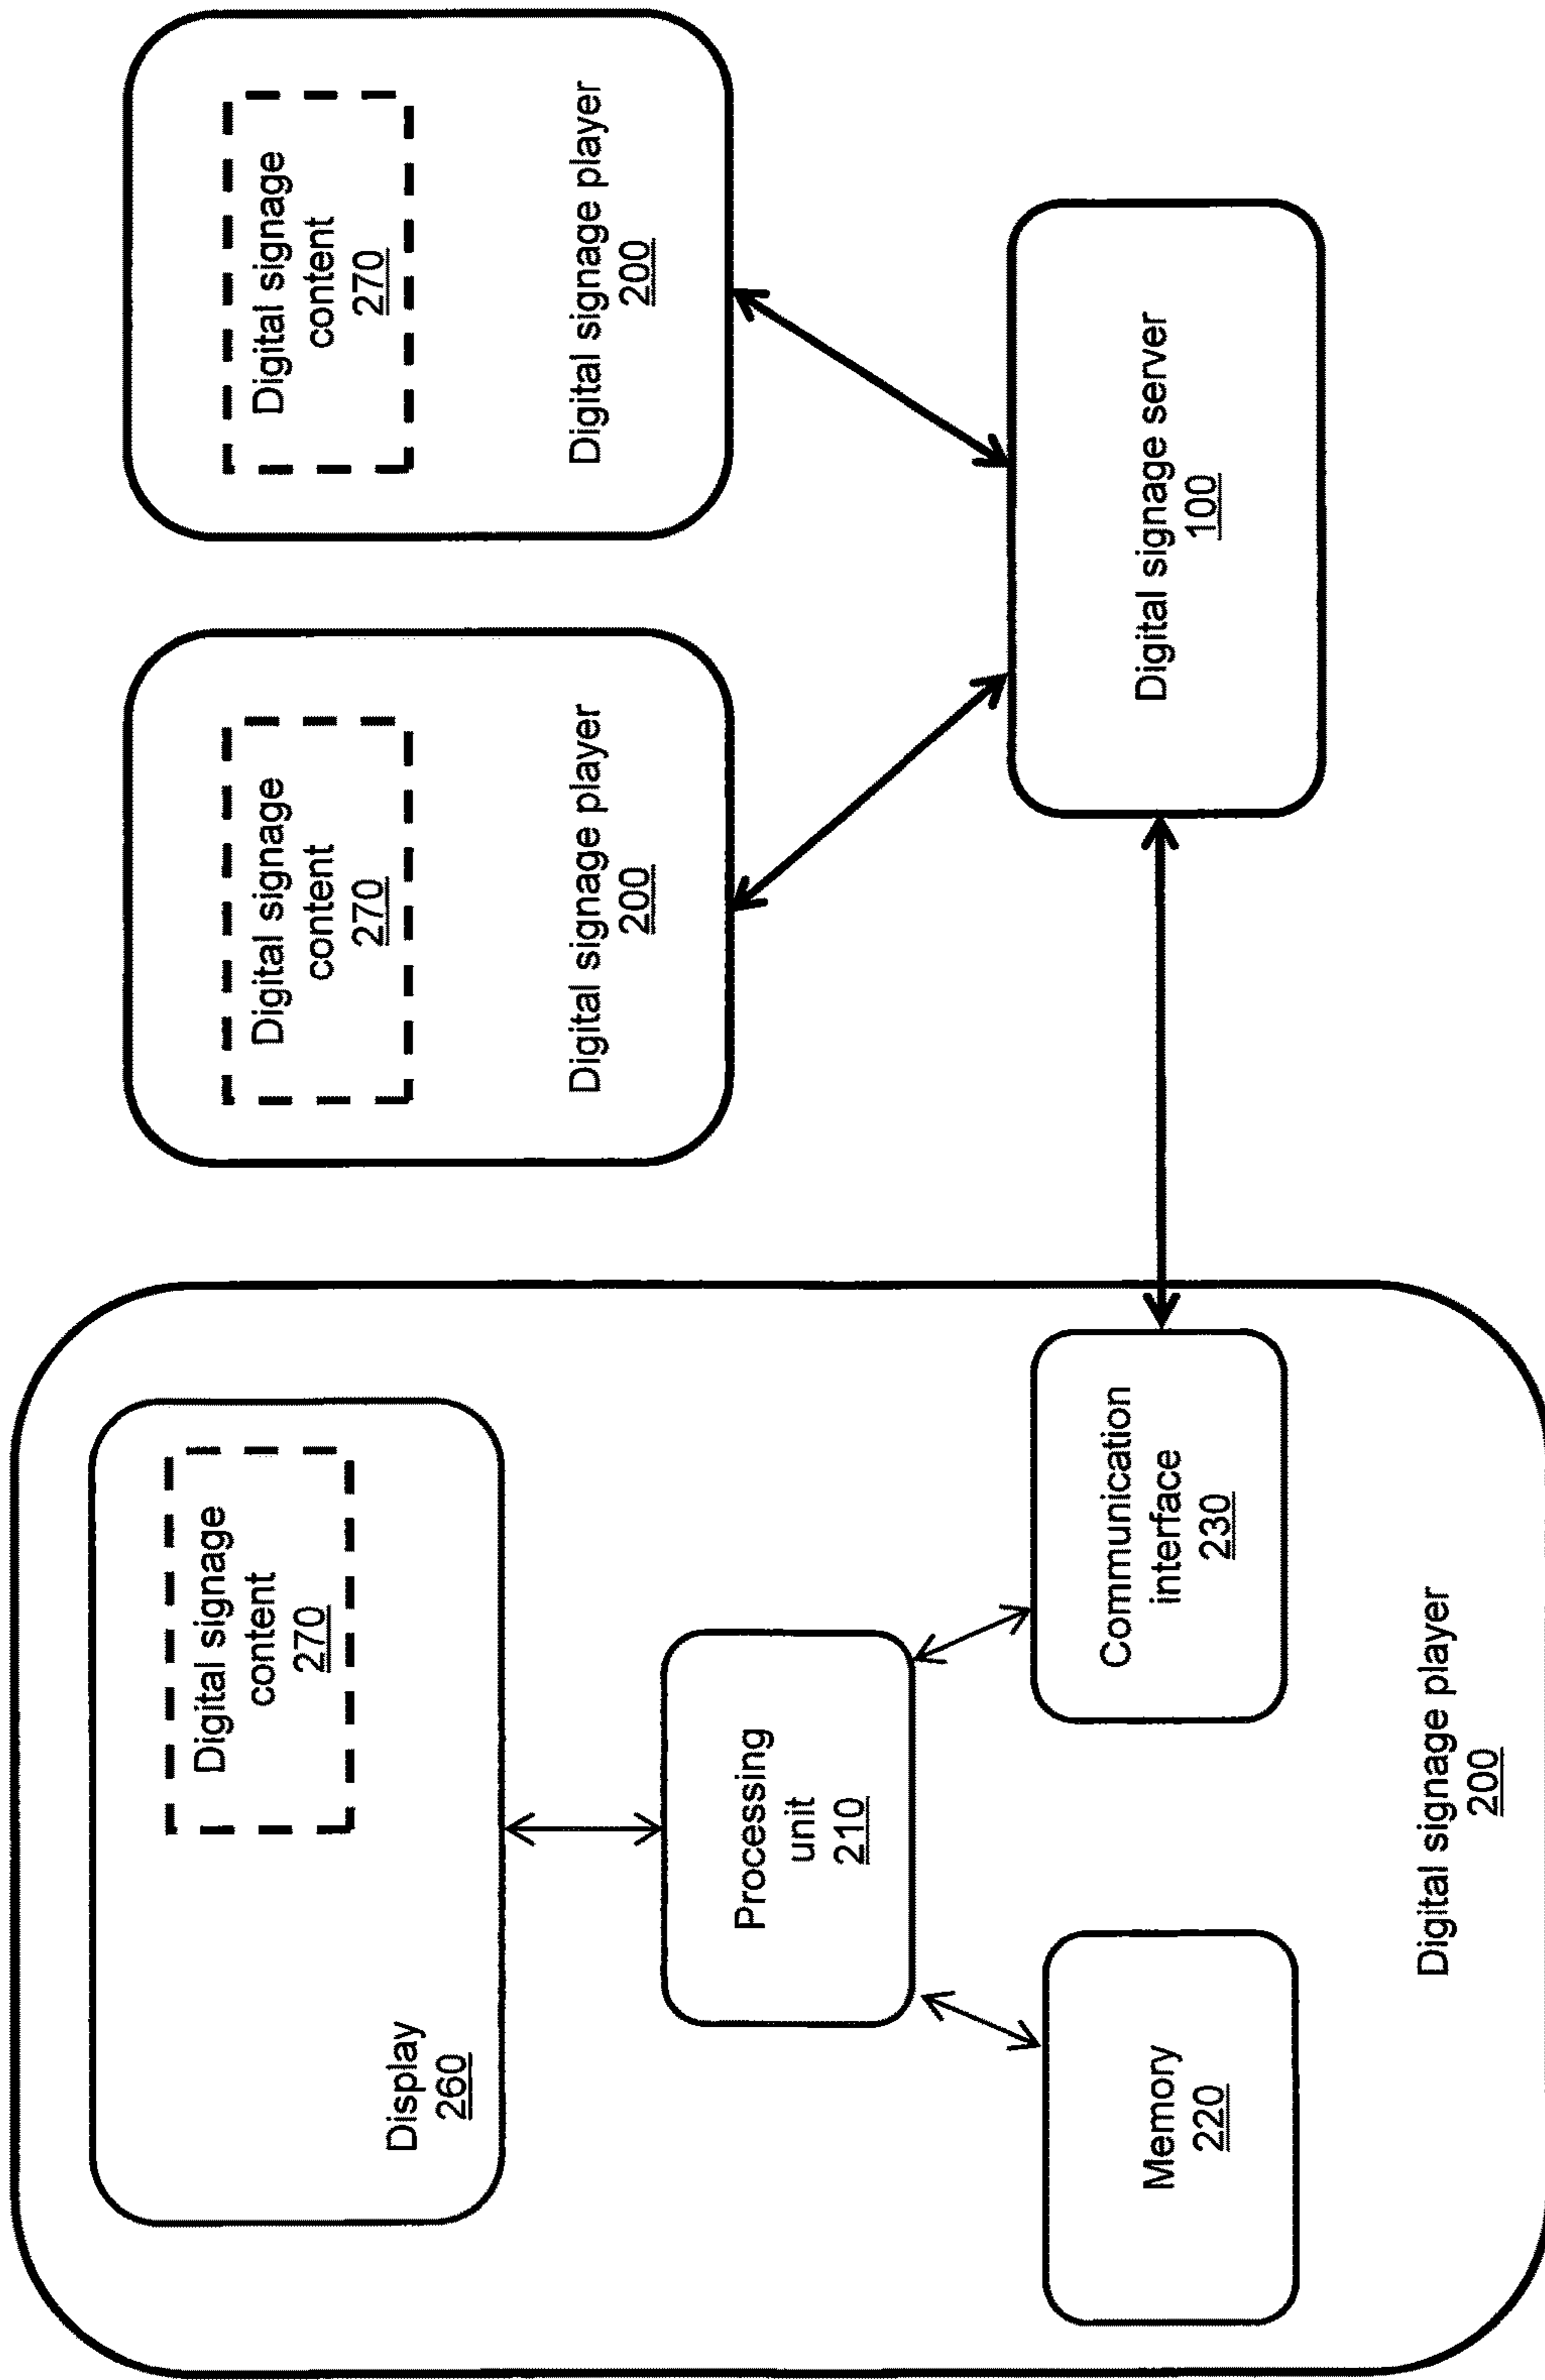 Digital signage
content
270
Display
260
Processing
unit
210
Memory
220
Communication
interface
230
Digital signage player
200
Digital signage
content
270
Digital signage player
200
Digital signage
content
270
Digital signage player
200
Digital signage server
100